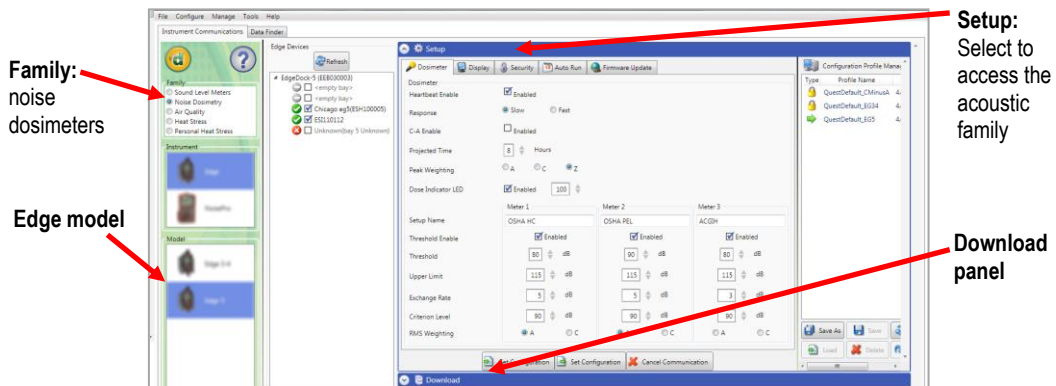 File Configure Manage Tools Help
Instrument Communications Data Finder
Family:
noise
dosimeters
Edge model
Setup:
Select to
access the
acoustic
family
Download
panel
Family
Sound Level Meters
Noise Dosimetry
Air Quality
Heat Stress
Personal Heat Stress
Instrument
Model
Edge Devices
Refresh
EdgeDock-5 (EEB030003)
<empty bay>
<empty bay>
Chicago eg5(ESH100005)
ESI110112
Unknown(bay 5 Unknown)
Setup
Dosimeter Display Security Auto Run Firmware Update
Dosimeter
Heartbeat Enable Enabled
Response Slow Fast
C-A Enable Enabled
Projected Time 8 Hours
Peak Weighting A C Z
Dose Indicator LED Enabled 100
Meter 1 Meter 2 Meter 3
Setup Name OSHA HC OSHA PEL ACGIH
Threshold Enable Enabled Enabled Enabled
Threshold 80 dB 90 dB 80 dB
Upper Limit 115 dB 115 dB 115 dB
Exchange Rate 5 dB 5 dB 3 dB
Criterion Level 90 dB 90 dB 90 dB
RMS Weighting A C C A C
Configuration Set Configuration Cancel Communication
Download
Configuration Profile Mana
Type Profile Name
QuestDefault_CMinusA 4/
QuestDefault_EG34 4/
QuestDefault_EG5 4/
Save As Save
Load Delete